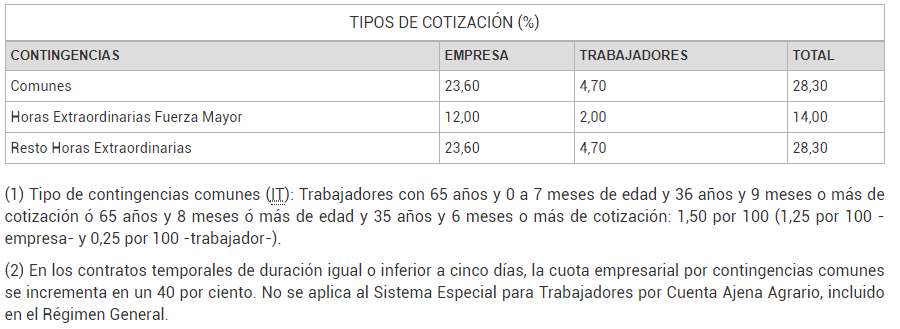 TIPOS DE COTIZACIÓN (%)
CONTINGENCIAS EMPRESA TRABAJADORES TOTAL
Comunes 23,60 4,70 28,30
Horas Extraordinarias Fuerza Mayor 12,00 2,00 14,00
Resto Horas Extraordinarias 23,60 4,70 28,30
(1) Tipo de contingencias comunes (IT): Trabajadores con 65 años y 0 a 7 meses de edad y 36 años y 9 meses o más de
cotización ó 65 años y 8 meses ó más de edad y 35 años y 6 meses o más de cotización: 1,50 por 100 (1,25 por 100 -
empresa- y 0,25 por 100 -trabajador-).
(2) En los contratos temporales de duración igual o inferior a cinco días, la cuota empresarial por contingencias comunes
se incrementa en un 40 por ciento. No se aplica al Sistema Especial para Trabajadores por Cuenta Ajena Agrario, incluido
en el Régimen General.